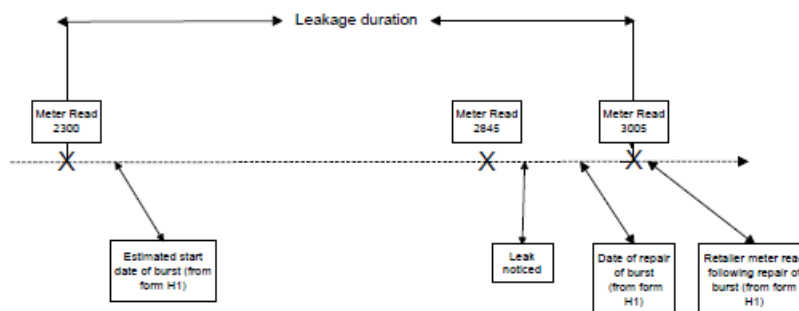 Leakage duration
Meter Read
2300
Meter Read
2845
Meter Read
3005
Estimated start
date of burst (from
form H1)
Leak
noticed
Date of repair
of burst
(from form
H1)
Retailer meter read
following repair of
burst (from form
H1)